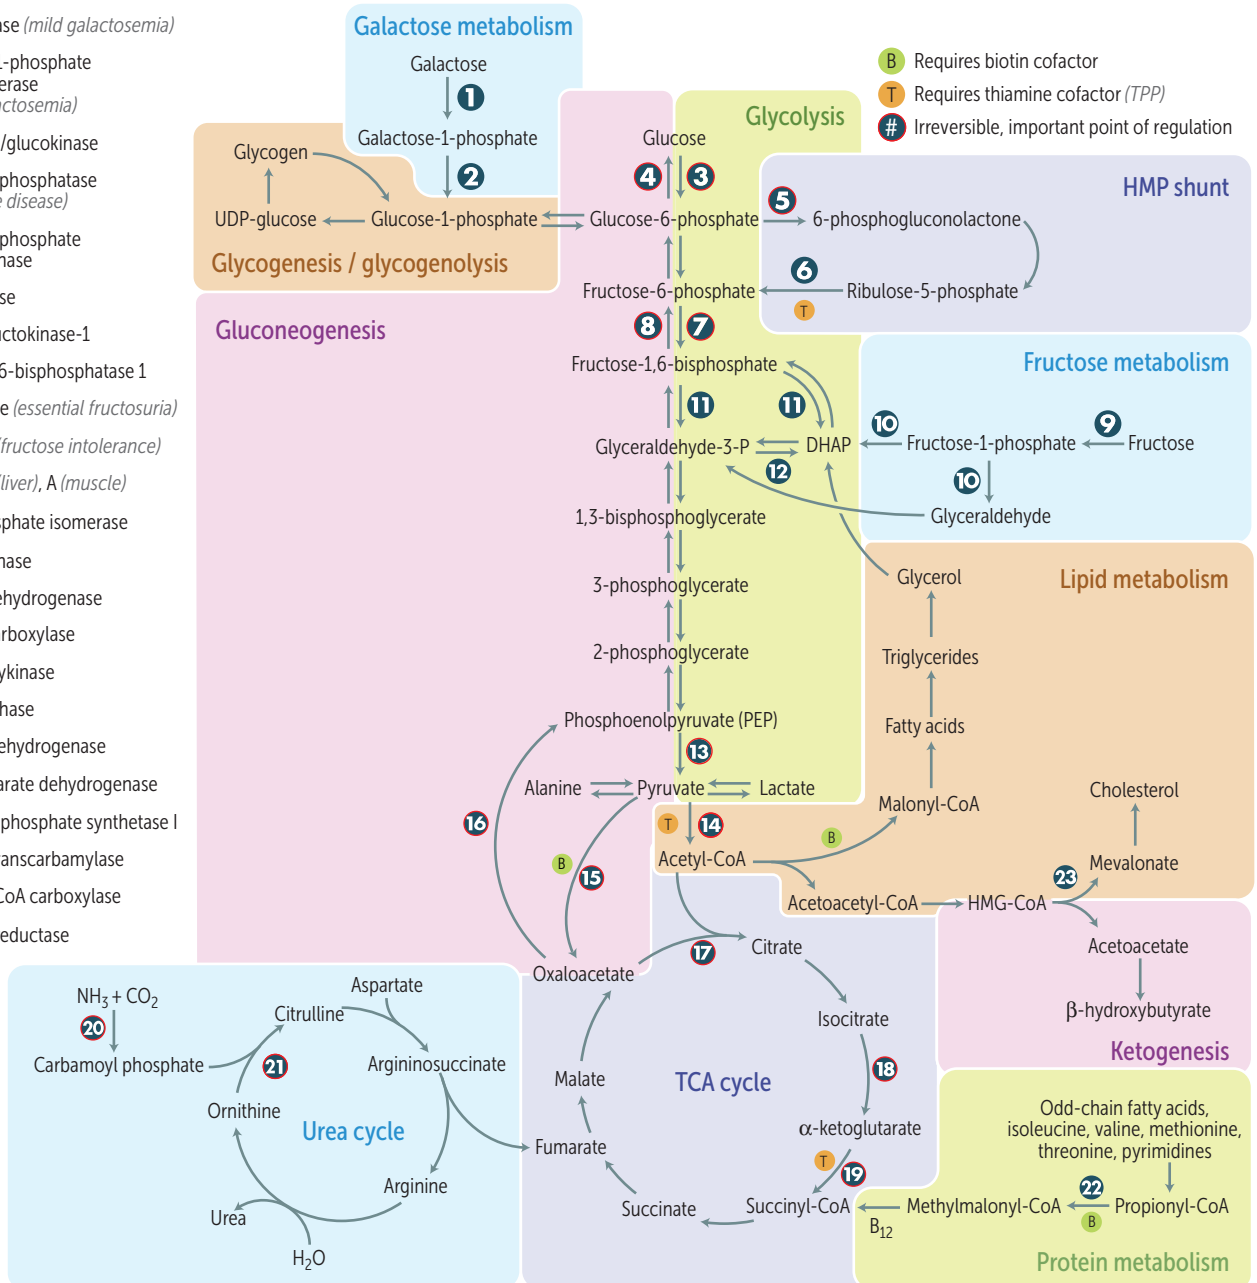 ase (mild galactosemia)
1-phosphate
erase
actosemia)
/glucokinase
phosphatase
e disease)
phosphate
nase
se
uctokinase-1
6-bisphosphatase 1
e (essential fructosuria)
(fructose intolerance)
(liver), A (muscle)
sphate isomerase
nase
ehydrogenase
arboxylase
ykinase
hase
ehydrogenase
arate dehydrogenase
phosphate synthetase I
ranscarbamylase
CoA carboxylase
eductase
B Requires biotin cofactor
T Requires thiamine cofactor (TPP)
# Irreversible, important point of regulation
Galactose metabolism
Galactose
1
Galactose-1-phosphate
2
Glycogen
UDP-glucose
Glucose-1-phosphate
Glycogenesis / glycogenolysis
Glycolysis
Glucose
4 3
Glucose-6-phosphate
HMP shunt
5
6-phosphogluconolactone
6
T
Ribulose-5-phosphate
Fructose-6-phosphate
Gluconeogenesis
8 7
Fructose-1,6-bisphosphate
11 11
Glyceraldehyde-3-P
12
DHAP
Fructose metabolism
10
Fructose-1-phosphate
9
Fructose
10
Glyceraldehyde
1,3-bisphosphoglycerate
3-phosphoglycerate
2-phosphoglycerate
Phosphoenolpyruvate (PEP)
13
Alanine
Pyruvate
Lactate
Lipid metabolism
Glycerol
Triglycerides
Fatty acids
Malonyl-CoA
Cholesterol
Mevalonate
16
T 14
B
B 15
Acetyl-CoA
Acetoacetyl-CoA
HMG-CoA
23
Acetoacetate
β-hydroxybutyrate
Ketogenesis
17
Oxaloacetate
Citrate
Isocitrate
18
α-ketoglutarate
T 19
Succinyl-CoA
Succinate
Fumarate
Malate
TCA cycle
NH3 + CO2
20
Carbamoyl phosphate
Citrulline
Aspartate
21
Argininosuccinate
Ornithine
Urea cycle
Arginine
Urea
H2O
Odd-chain fatty acids,
isoleucine, valine, methionine,
threonine, pyrimidines
22
B
Propionyl-CoA
Methylmalonyl-CoA
B12
Protein metabolism